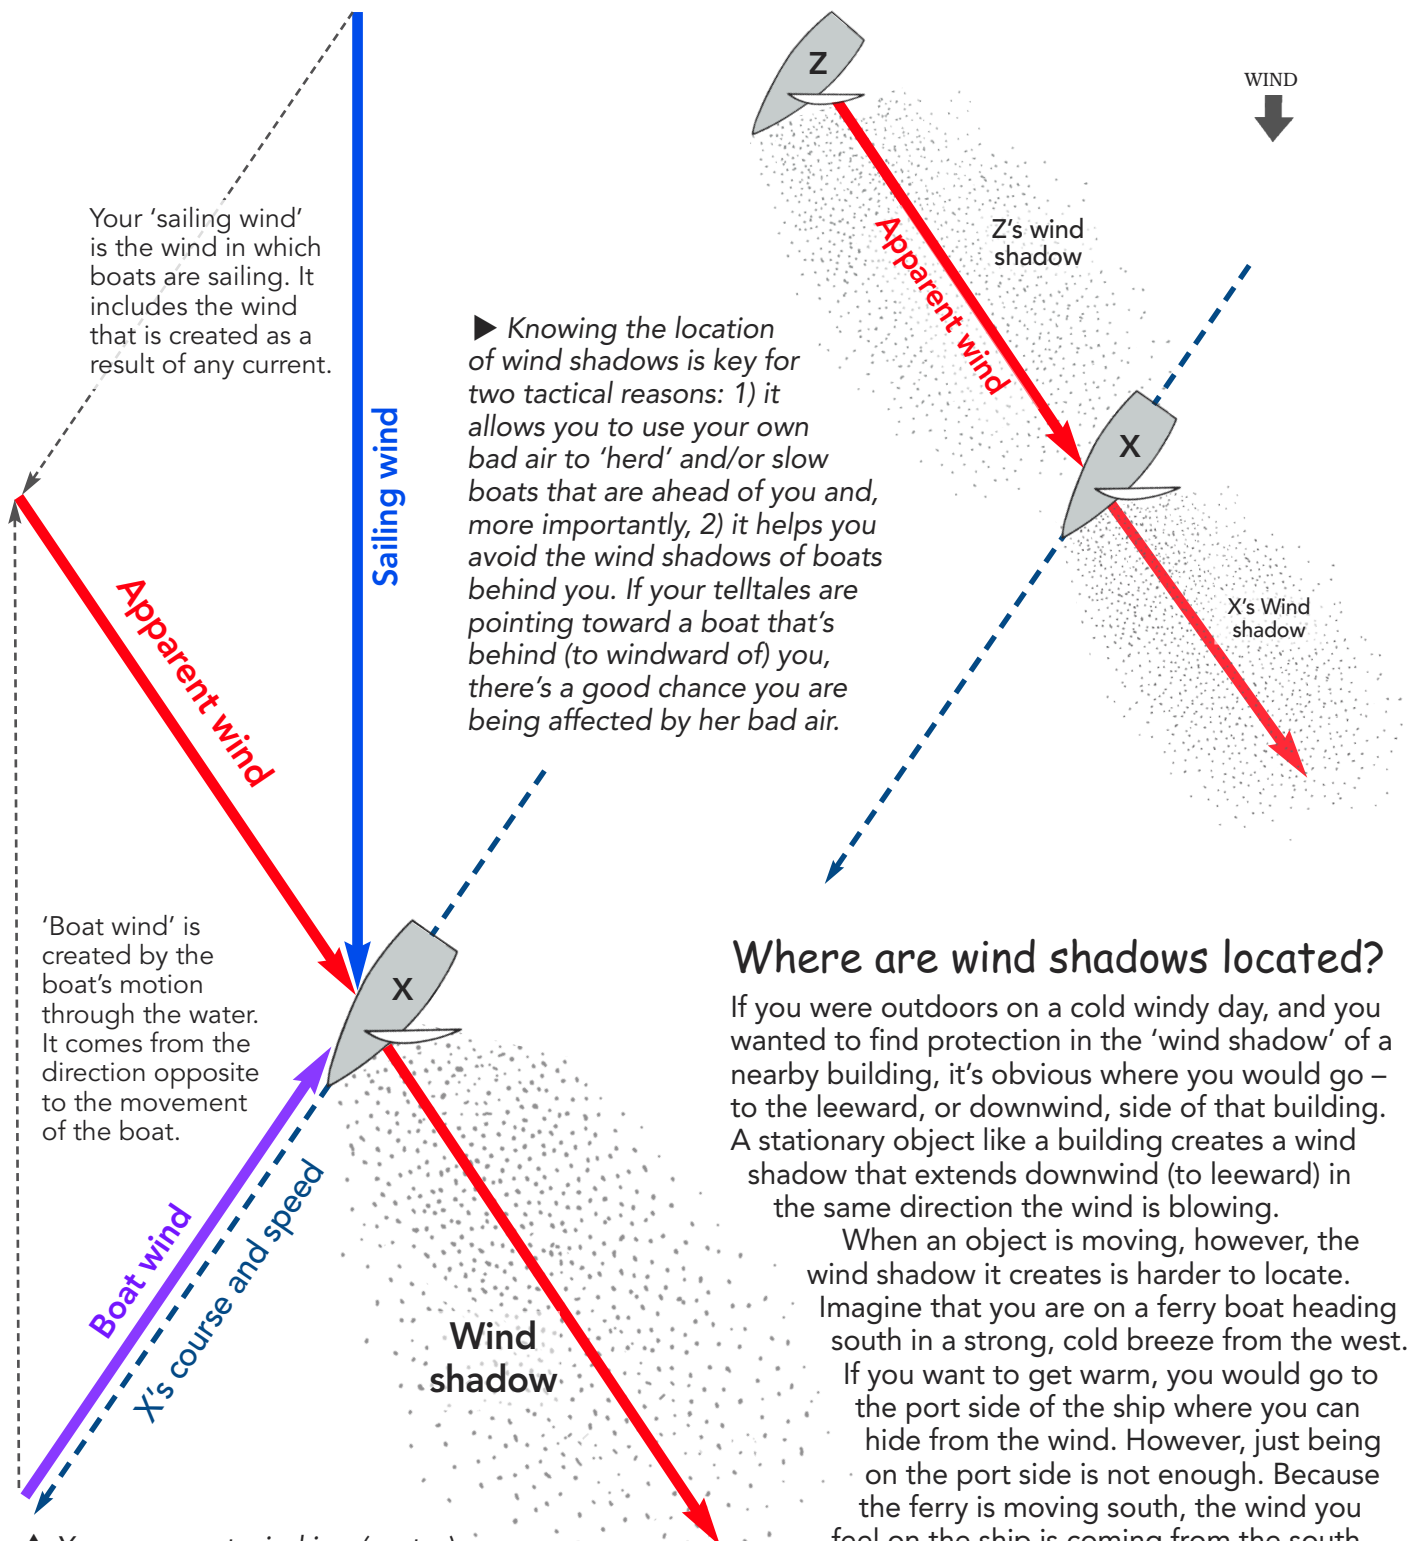 Z
WIND
Your ‘sailing wind’
is the wind in which
boats are sailing. It
includes the wind
that is created as a
result of any current.
Sailing wind
Apparent wind
Z’s wind
shadow
Apparent wind
▶ Knowing the location
of wind shadows is key for
two tactical reasons: 1) it
allows you to use your own
bad air to ‘herd’ and/or slow
boats that are ahead of you and,
more importantly, 2) it helps you
avoid the wind shadows of boats
behind you. If your telltales are
pointing toward a boat that’s
behind (to windward of) you,
there’s a good chance you are
being affected by her bad air.
X
X’s Wind
shadow
‘Boat wind’ is
created by the
boat’s motion
through the water.
It comes from the
direction opposite
to the movement
of the boat.
X
Boat wind
X’s course and speed
Wind
shadow
Where are wind shadows located?
If you were outdoors on a cold windy day, and you
wanted to find protection in the ‘wind shadow’ of a
nearby building, it’s obvious where you would go –
to the leeward, or downwind, side of that building.
A stationary object like a building creates a wind
shadow that extends downwind (to leeward) in
the same direction the wind is blowing.
When an object is moving, however, the
wind shadow it creates is harder to locate.
Imagine that you are on a ferry boat heading
south in a strong, cold breeze from the west.
If you want to get warm, you would go to
the port side of the ship where you can
hide from the wind. However, just being
on the port side is not enough. Because
the ferry is moving south, the wind you
feel on the ship is coming from the south